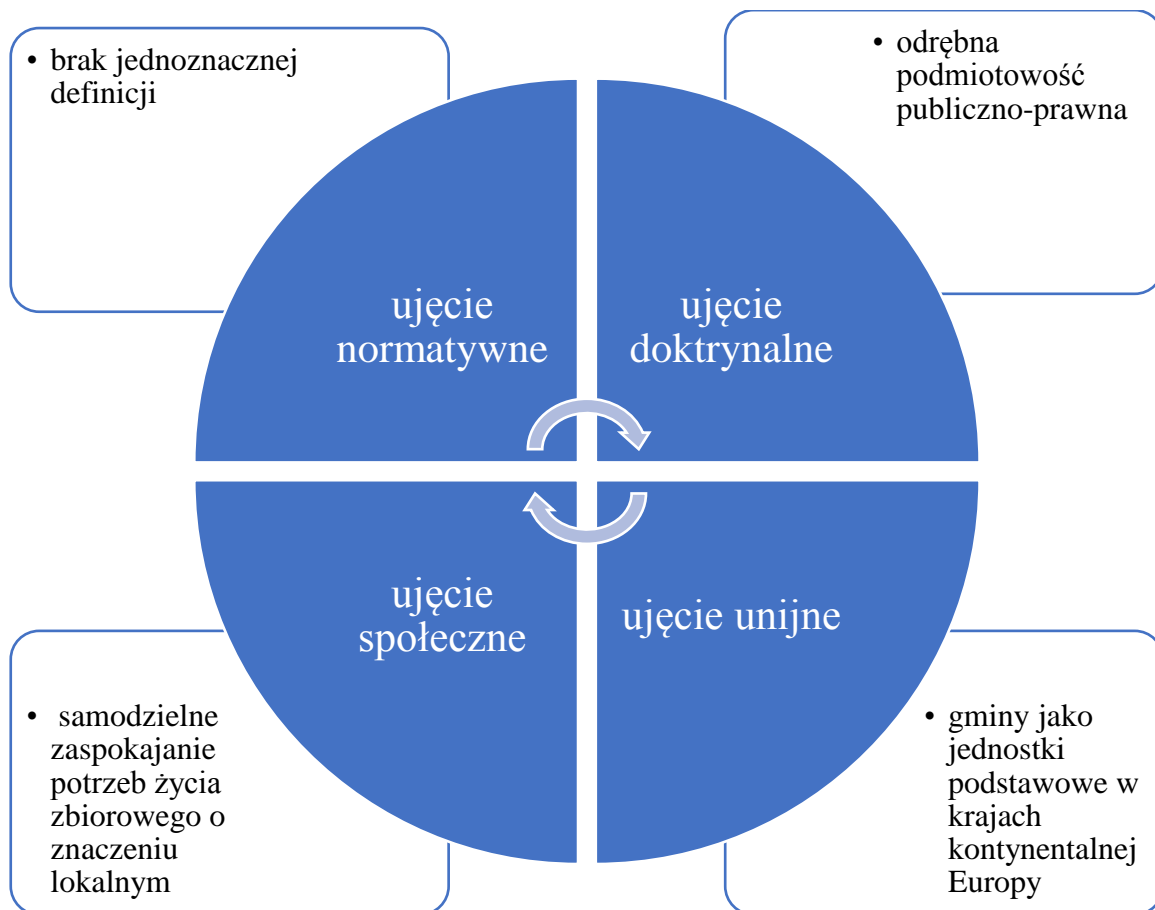 • brak jednoznacznej
definicji
• odrębna
podmiotowość
publiczno-prawna
ujęcie
normatywne
ujęcie
doktrynalne
ujęcie
społeczne
ujęcie unijne
• samodzielne
zaspokajanie
potrzeb życia
zbiorowego o
znaczeniu
lokalnym
• gminy jako
jednostki
podstawowe w
krajach
kontynentalnej
Europy